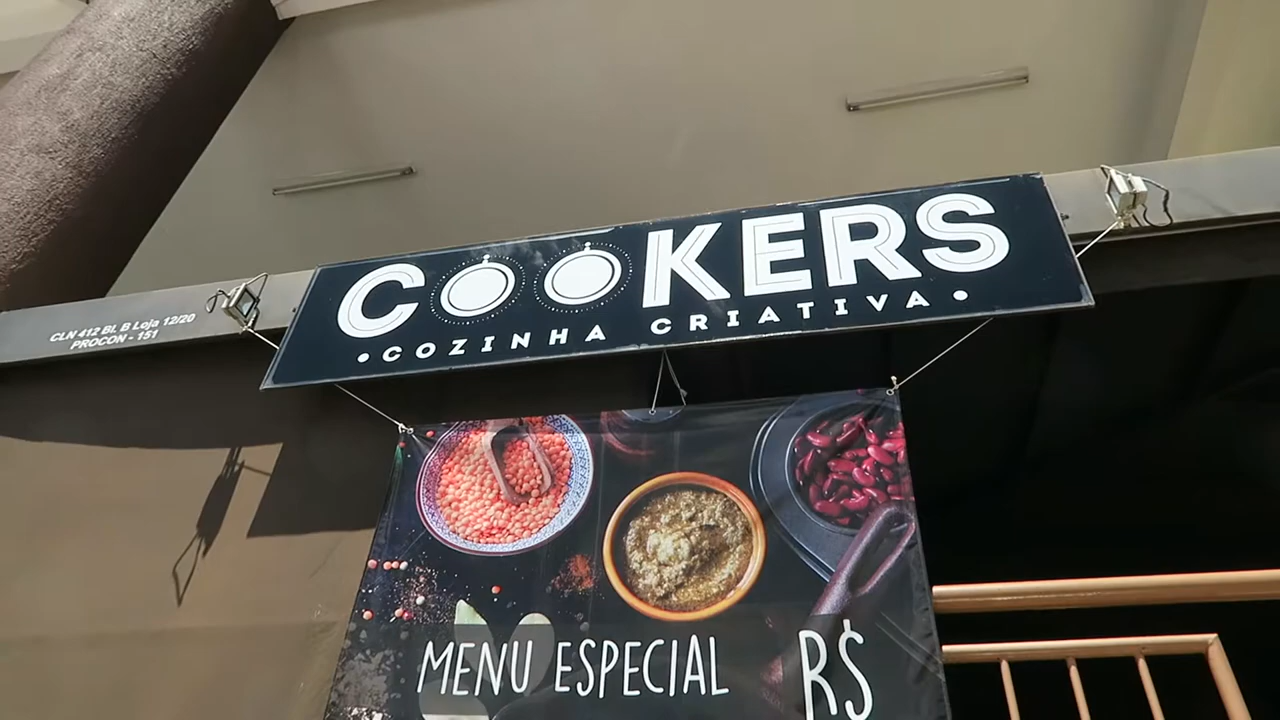 COOKERS
•COZINHA CRIATIVA•
CLN 412 Bl. B Loja 12/20
PROCON - 151
MENU ESPECIAL R$